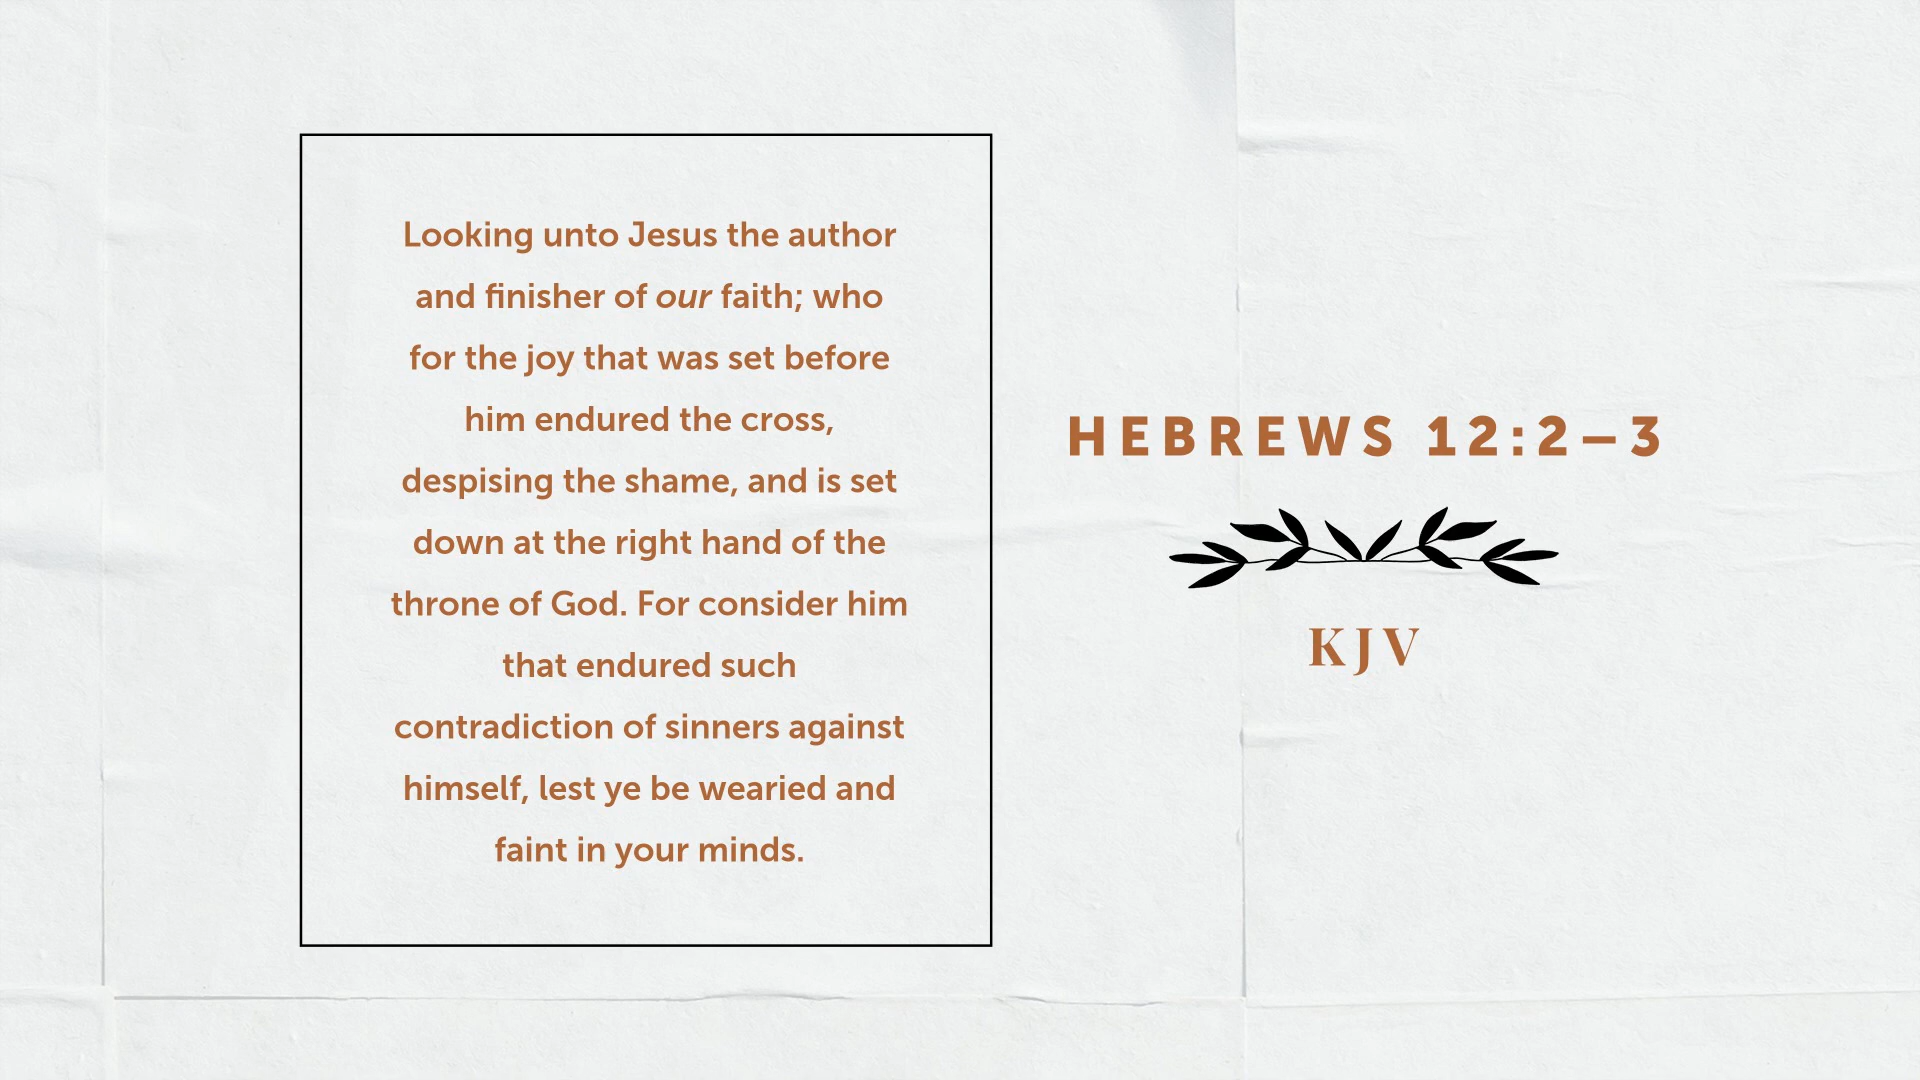 Looking unto Jesus the author
and finisher of our faith; who
for the joy that was set before
him endured the cross,
despising the shame, and is set
down at the right hand of the
throne of God. For consider him
that endured such
contradiction of sinners against
himself, lest ye be wearied and
faint in your minds.
HEBREWS 12:2–3
KJV